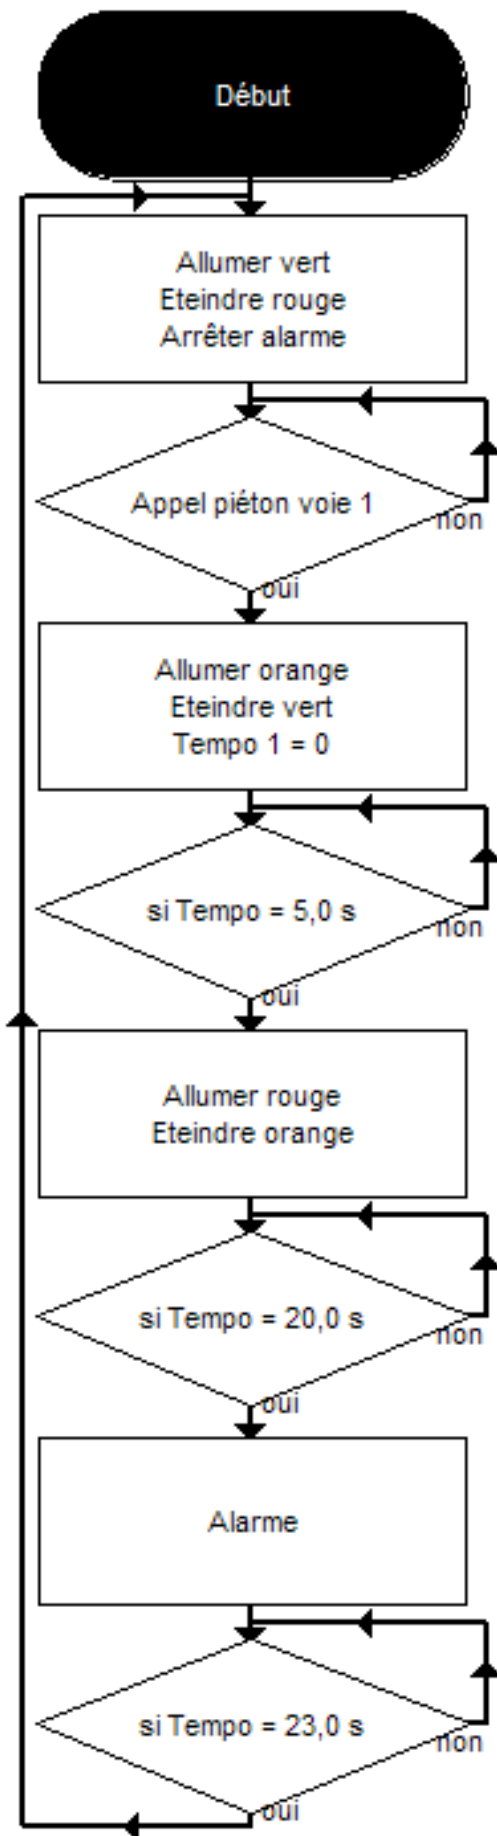 Début
Allumer vert
Eteindre rouge
Arrêter alarme
Appel piéton voie 1
non
oui
Allumer orange
Eteindre vert
Tempo 1 = 0
si Tempo = 5,0 s
non
oui
Allumer rouge
Eteindre orange
si Tempo = 20,0 s
non
oui
Alarme
si Tempo = 23,0 s
non
oui